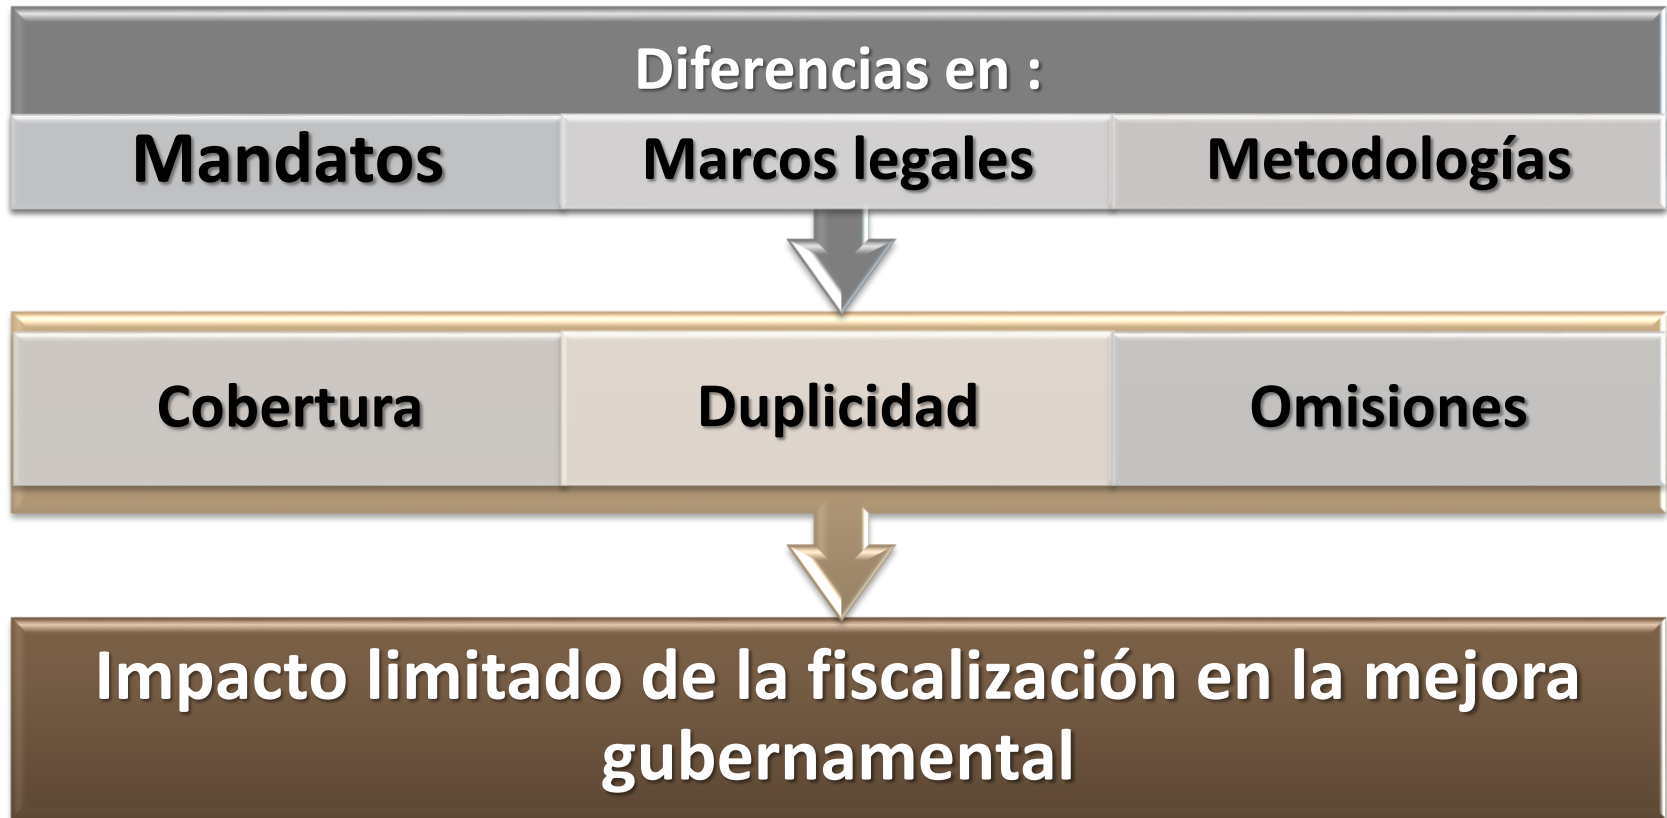 Diferencias en :
Mandatos
Marcos legales
Metodologías
Cobertura
Duplicidad
Omisiones
Impacto limitado de la fiscalización en la mejora
gubernamental